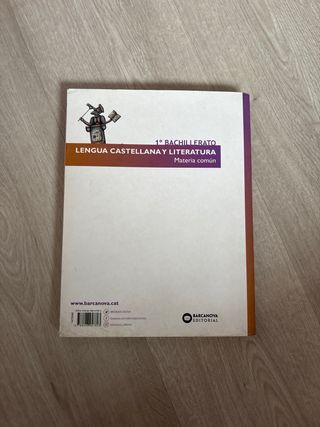 1º BACHILLERATO
LENGUA CASTELLANA Y LITERATURA
Materia común
www.barcanova.cat
BARCANOVA
EDITORIAL